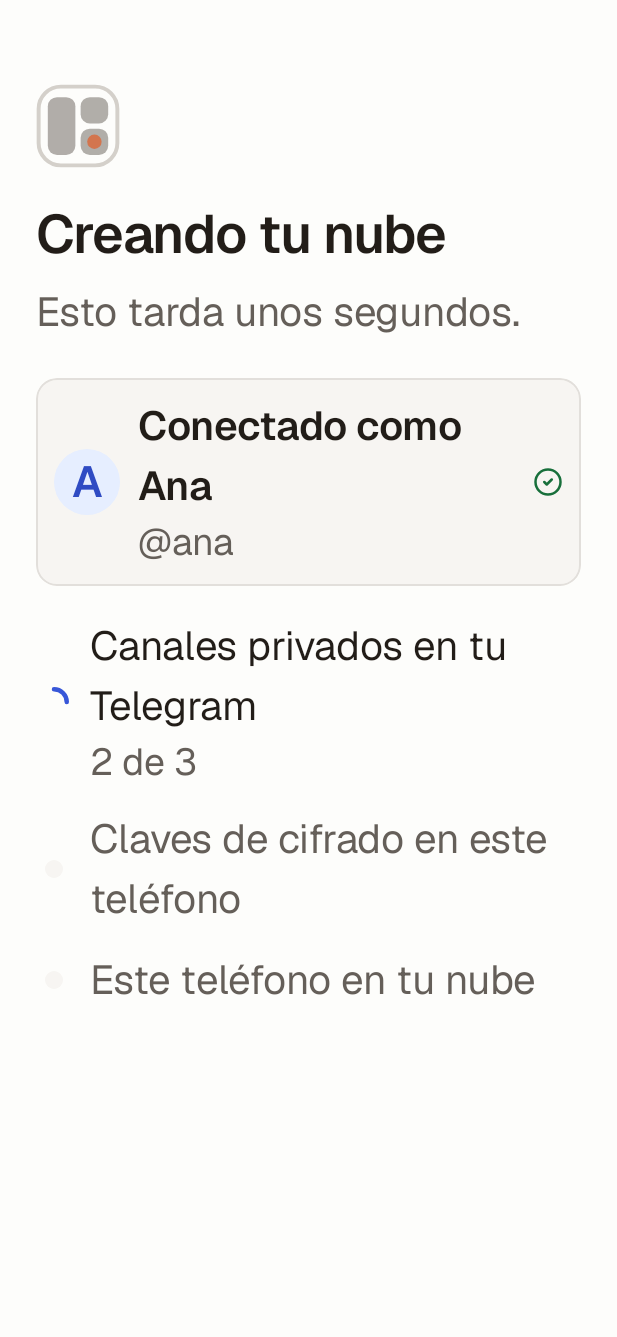 Creando tu nube
Esto tarda unos segundos.
Conectado como
Ana
A
@ana
Canales privados en tu
Telegram
2 de 3
Claves de cifrado en este
teléfono
Este teléfono en tu nube